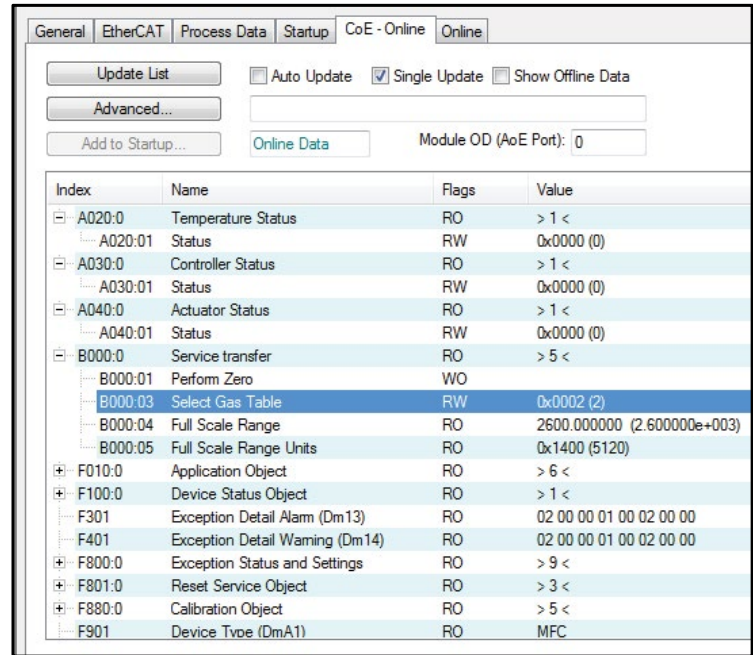 General EtherCAT Process Data Startup CoE - Online Online
Update List Auto Update Single Update Show Offline Data
Advanced...
Add to Startup... Online Data Module OD (AoE Port): 0
Index Name Flags Value
A020:0 Temperature Status RO > 1 <
A020:01 Status RW 0x0000 (0)
A030:0 Controller Status RO > 1 <
A030:01 Status RW 0x0000 (0)
A040:0 Actuator Status RO > 1 <
A040:01 Status RW 0x0000 (0)
B000:0 Service transfer RO > 5 <
B000:01 Perform Zero WO
B000:03 Select Gas Table RW 0x0002 (2)
B000:04 Full Scale Range RO 2600.000000 (2.600000e+003)
B000:05 Full Scale Range Units RO 0x1400 (5120)
F010:0 Application Object RO > 6 <
F100:0 Device Status Object RO > 1 <
F301 Exception Detail Alarm (Dm13) RO 02 00 00 01 00 02 00 00
F401 Exception Detail Warning (Dm14) RO 02 00 00 01 00 02 00 00
F800:0 Exception Status and Settings RO > 9 <
F801:0 Reset Service Object RO > 3 <
F880:0 Calibration Object RO > 5 <
F901 Device Type (DmA1) RO MFC